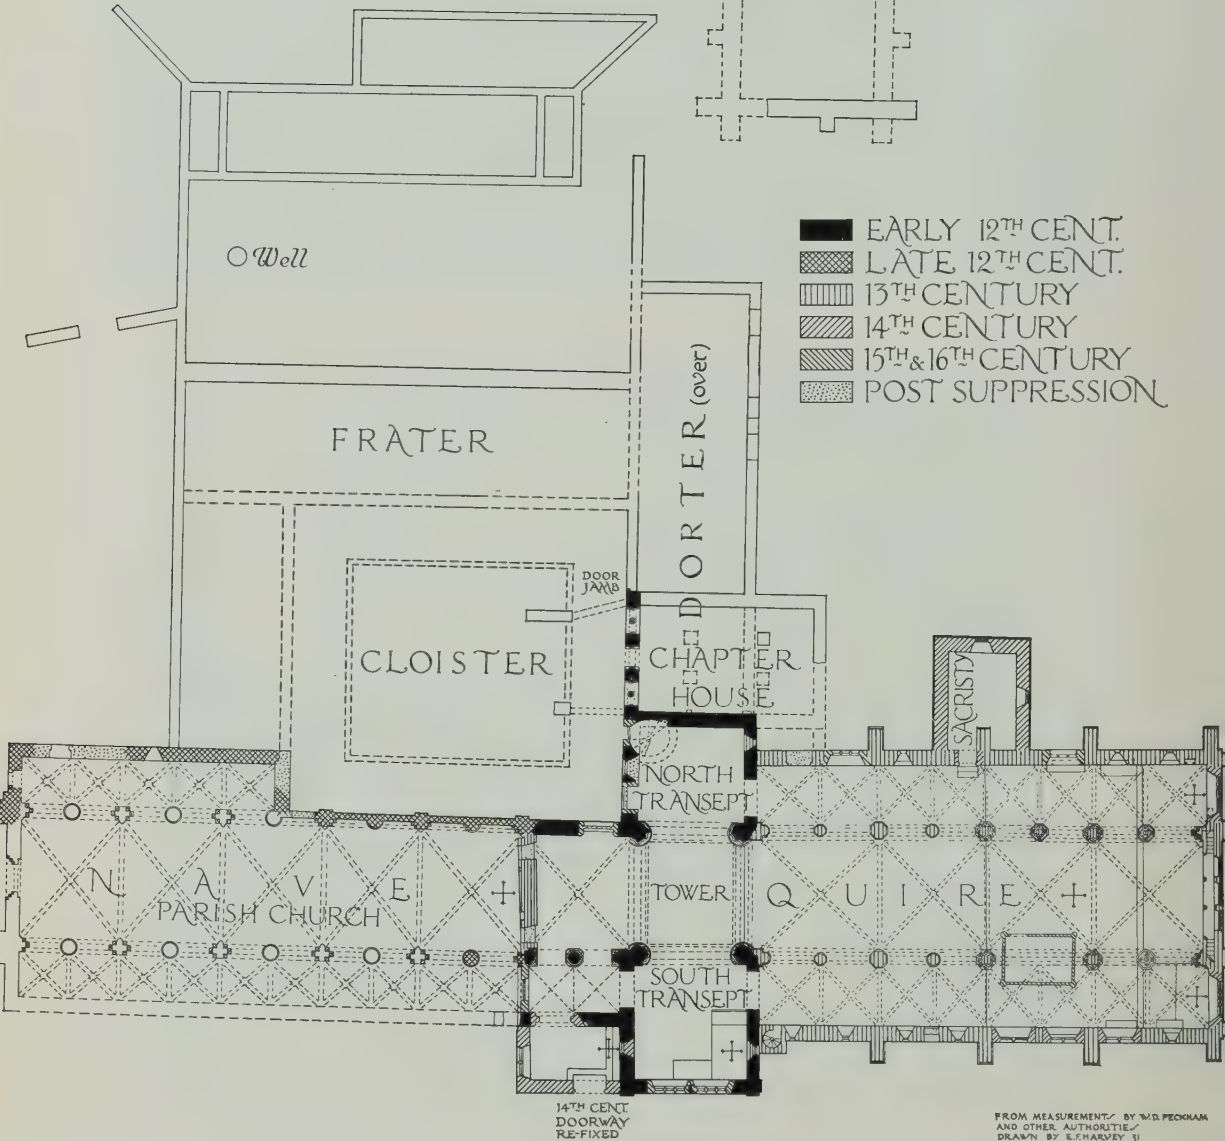 Well
EARLY 12TH CENT.
LATE 12TH CENT.
13TH CENTURY
14TH CENTURY
15TH & 16TH CENTURY
POST SUPPRESSION
FRATER
DORTER (over)
DOOR
JAMB
CLOISTER
CHAPTER
HOUSE
SACRISTY
NORTH
TRANSEPT
NAVE
PARISH CHURCH
TOWER
QUIRE
SOUTH
TRANSEPT
14TH CENT.
DOORWAY
RE-FIXED
FROM MEASUREMENTS BY W.D. PECKHAM
AND OTHER AUTHORITIES
DRAWN BY E.F. HARVEY